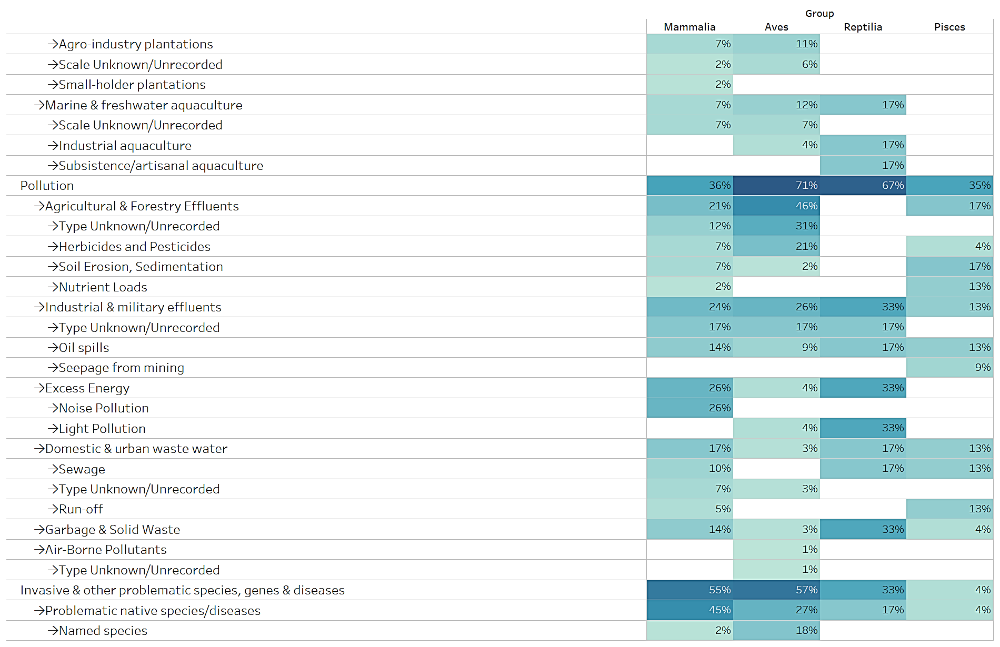 Group
Mammalia Aves Reptilia Pisces
→Agro-industry plantations 7% 11%
→Scale Unknown/Unrecorded 2% 6%
→Small-holder plantations 2%
→Marine & freshwater aquaculture 7% 12% 17%
→Scale Unknown/Unrecorded 7% 7%
→Industrial aquaculture 4% 17%
→Subsistence/artisanal aquaculture 17%
Pollution 36% 71% 67% 35%
→Agricultural & Forestry Effluents 21% 46% 17%
→Type Unknown/Unrecorded 12% 31%
→Herbicides and Pesticides 7% 21% 4%
→Soil Erosion, Sedimentation 7% 2% 17%
→Nutrient Loads 2% 13%
→Industrial & military effluents 24% 26% 33% 13%
→Type Unknown/Unrecorded 17% 17% 17%
→Oil spills 14% 9% 17% 13%
→Seepage from mining 9%
→Excess Energy 26% 4% 33%
→Noise Pollution 26%
→Light Pollution 4% 33%
→Domestic & urban waste water 17% 3% 17% 13%
→Sewage 10% 17% 13%
→Type Unknown/Unrecorded 7% 3%
→Run-off 5% 13%
→Garbage & Solid Waste 14% 3% 33% 4%
→Air-Borne Pollutants 1%
→Type Unknown/Unrecorded 1%
Invasive & other problematic species, genes & diseases 55% 57% 33% 4%
→Problematic native species/diseases 45% 27% 17% 4%
→Named species 2% 18%